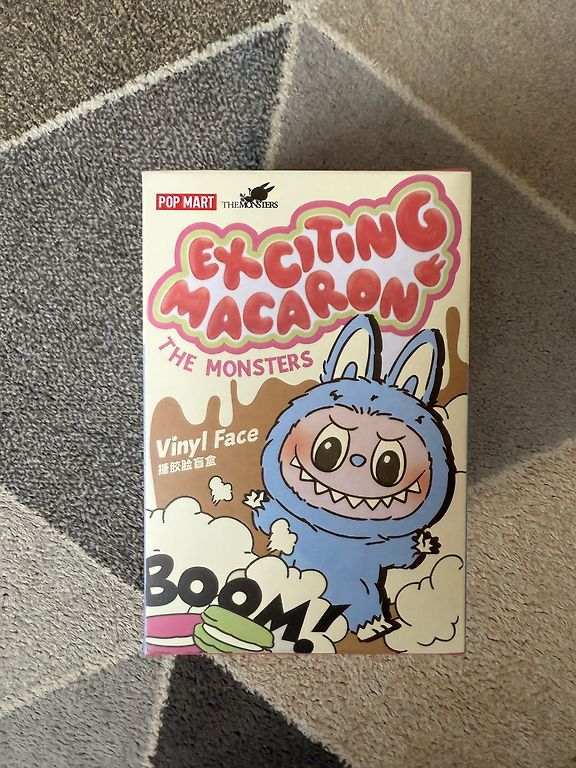 POP MART THE MONSTERS
EXCITING
MACARON
THE MONSTERS
Vinyl Face
搪胶脸盲盒
BOOM!